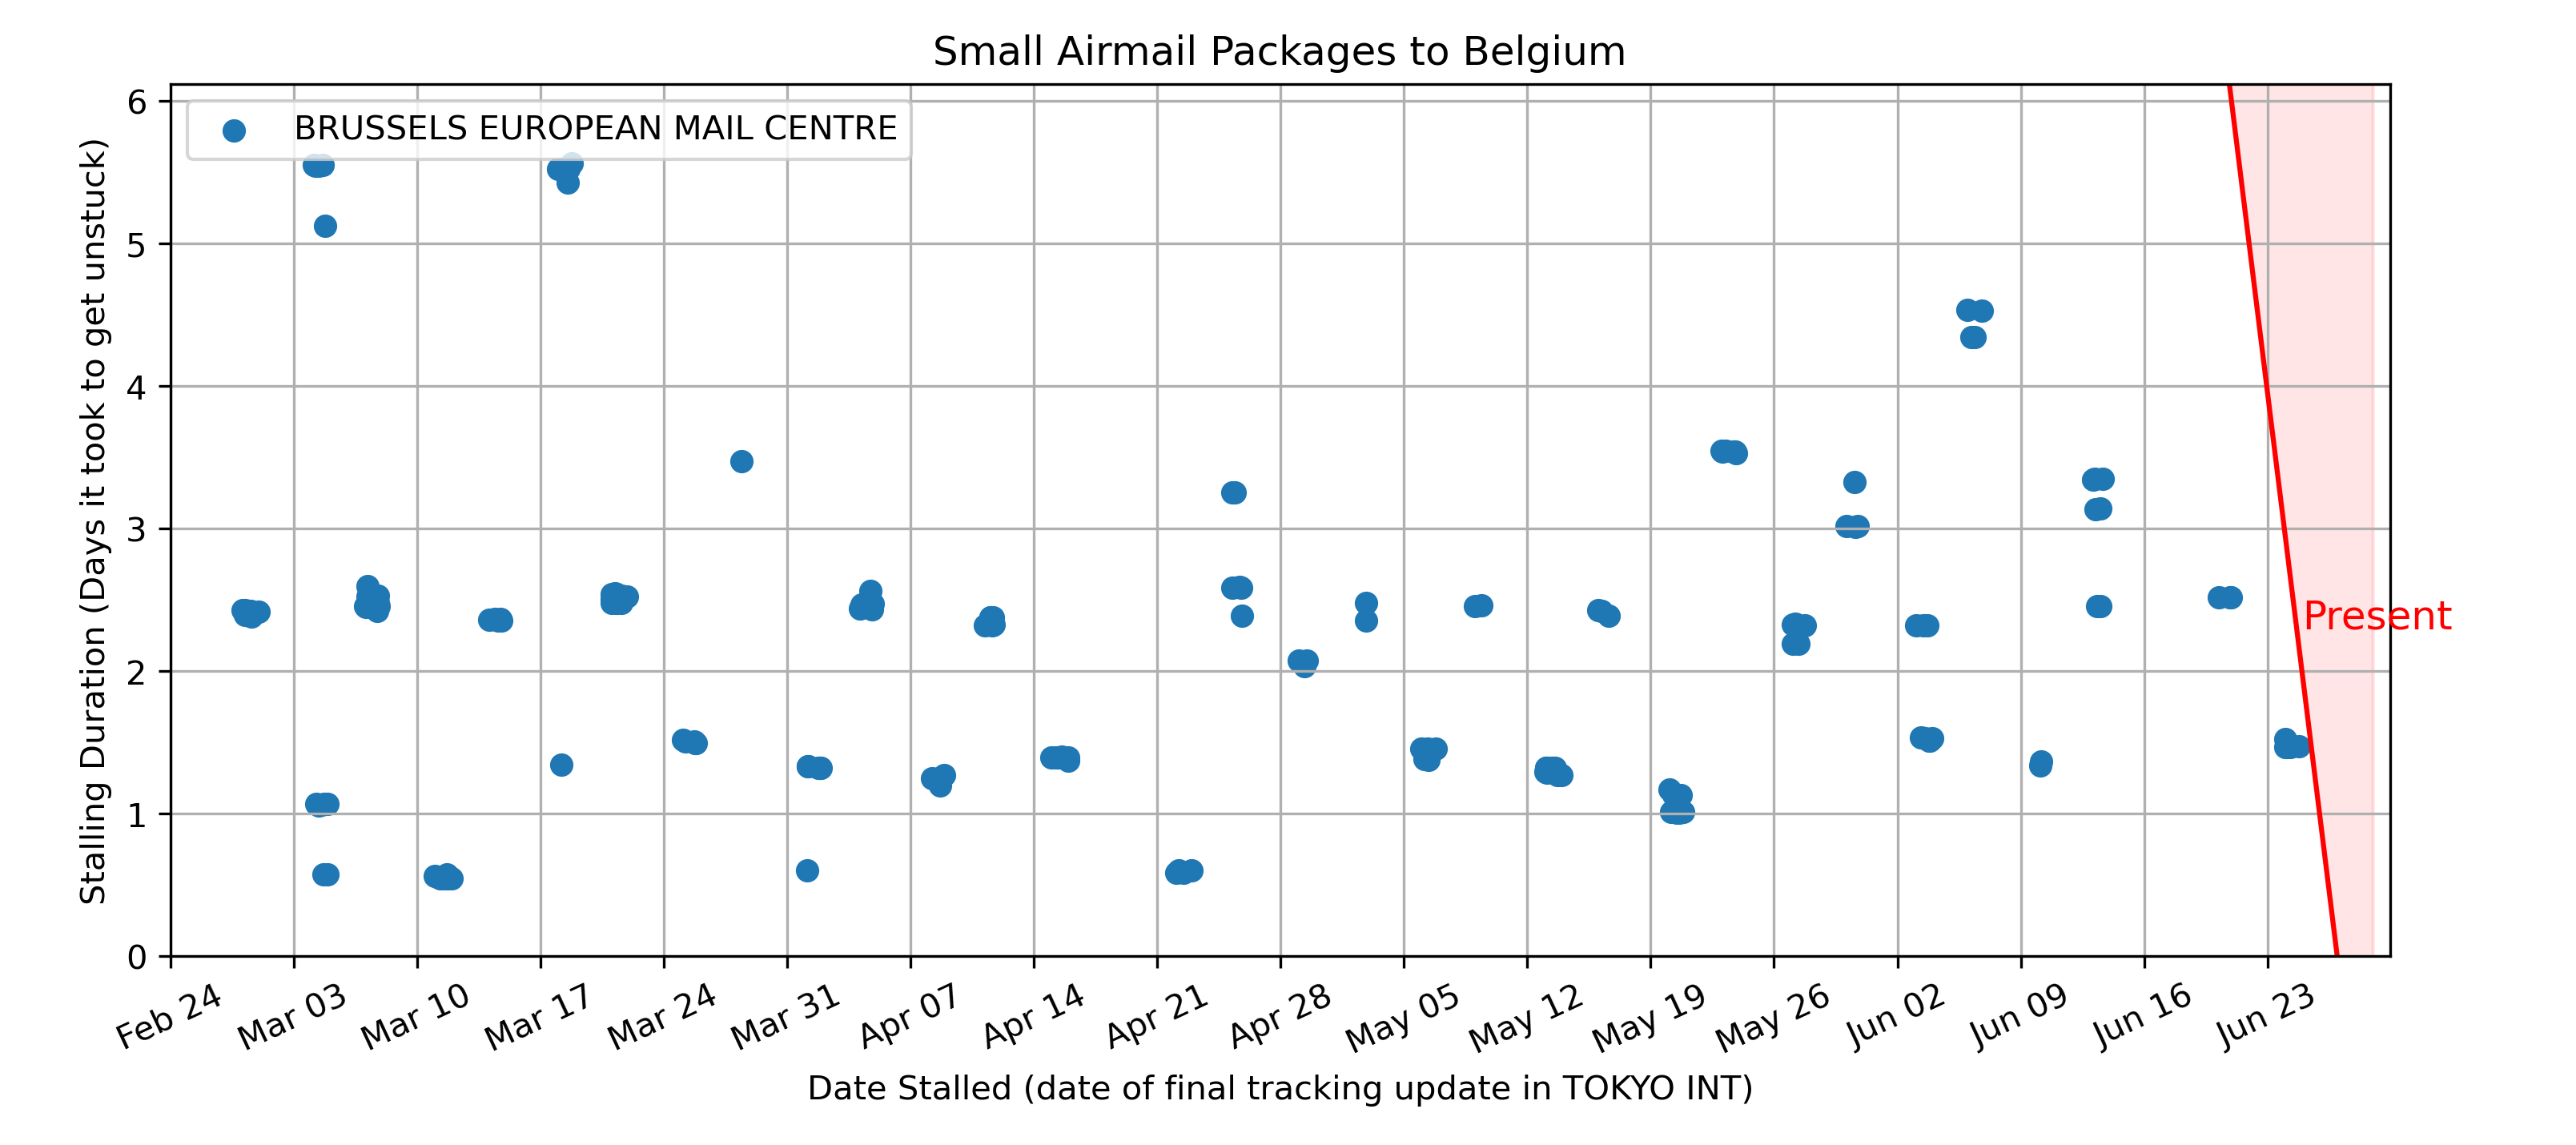 Small Airmail Packages to Belgium
BRUSSELS EUROPEAN MAIL CENTRE
Stalling Duration (Days it took to get unstuck)
6
5
4
3
2
1
0
Present
Feb 24
Mar 03
Mar 10
Mar 17
Mar 24
Mar 31
Apr 07
Apr 14
Apr 21
Apr 28
May 05
May 12
May 19
May 26
Jun 02
Jun 09
Jun 16
Jun 23
Date Stalled (date of final tracking update in TOKYO INT)